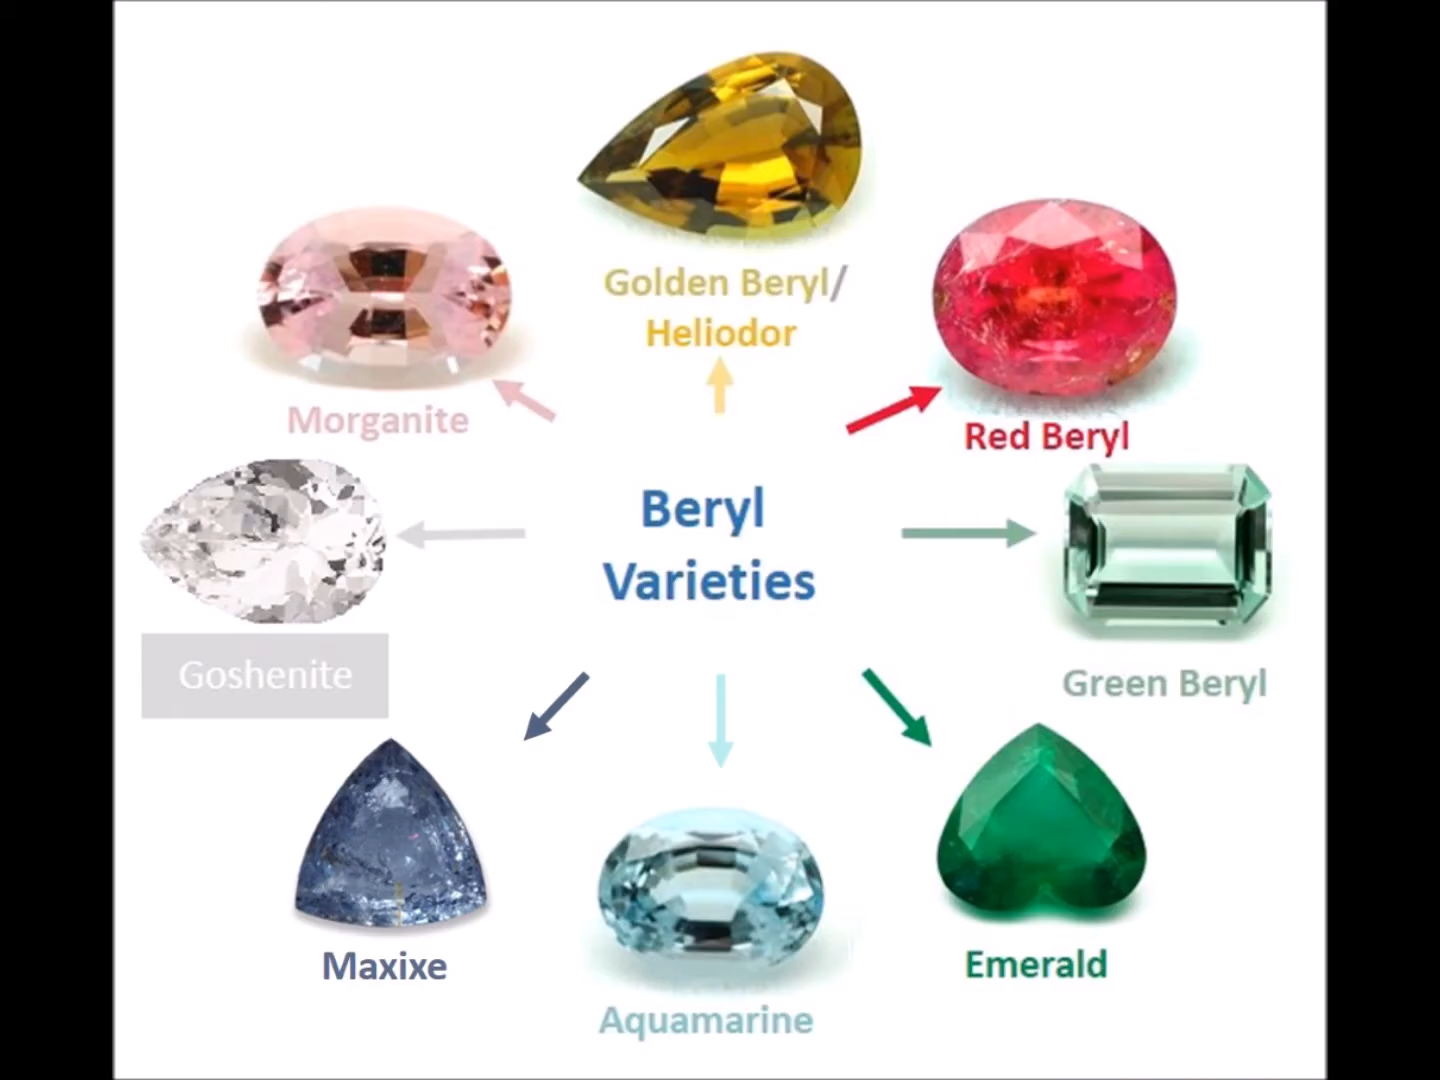 Golden Beryl/
Heliodor
Morganite
Red Beryl
Beryl
Varieties
Goshenite
Green Beryl
Maxixe
Emerald
Aquamarine